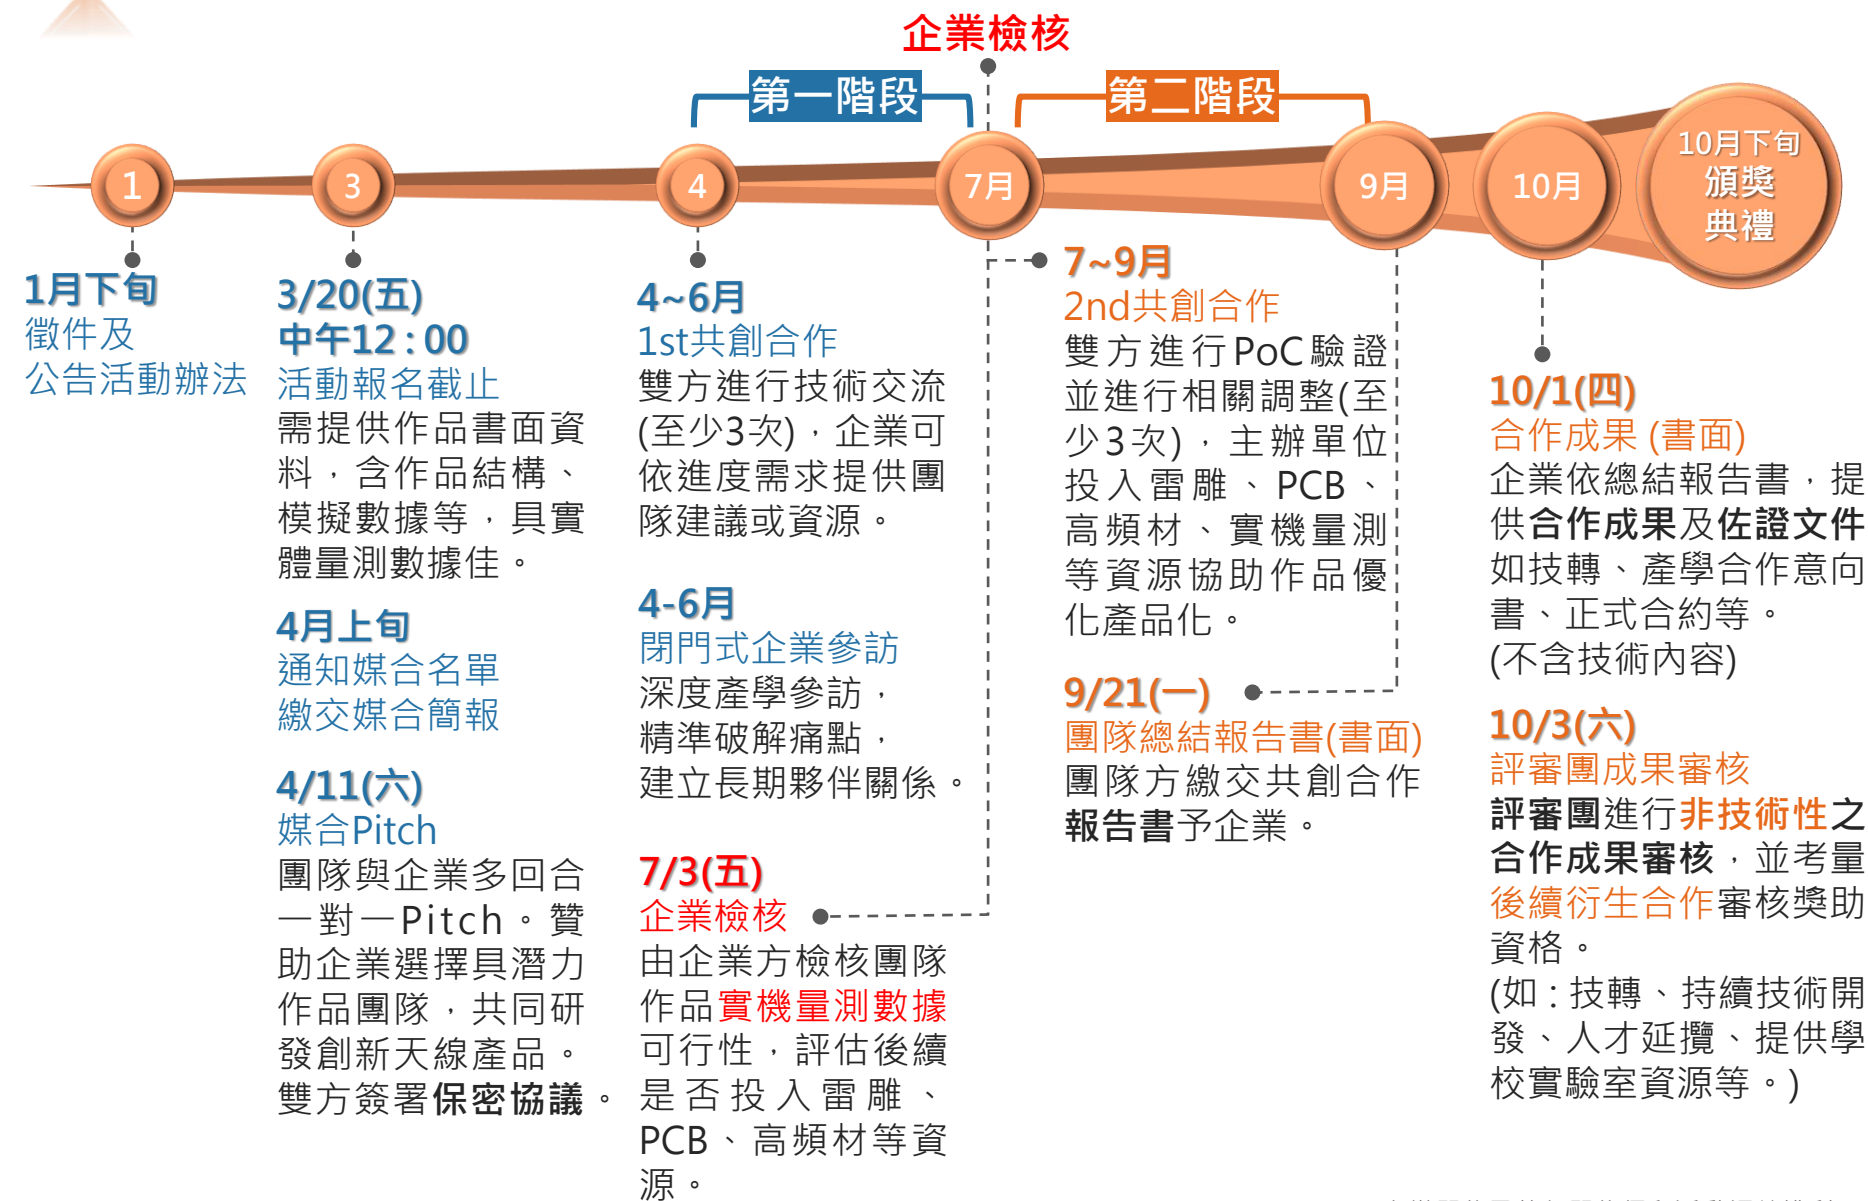 企業檢核
第一階段
第二階段
1
3
4
7月
9月
10月
10月下旬
頒獎
典禮
1月下旬
徵件及
公告活動辦法
3/20(五)
中午12：00
活動報名截止
需提供作品書面資
料，含作品結構、
模擬數據等，具實
體量測數據佳。
4月上旬
通知媒合名單
繳交媒合簡報
4/11(六)
媒合Pitch
團隊與企業多回合
一對一Pitch。贊
助企業選擇具潛力
作品團隊，共同研
發創新天線產品。
雙方簽署保密協議。
4~6月
1st共創合作
雙方進行技術交流
(至少3次)，企業可
依進度需求提供團
隊建議或資源。
4-6月
閉門式企業參訪
深度產學參訪，
精準破解痛點，
建立長期夥伴關係。
7/3(五)
企業檢核
由企業方檢核團隊
作品實機量測數據
可行性，評估後續
是否投入雷雕、
PCB、高頻材等資
源。
7~9月
2nd共創合作
雙方進行PoC驗證
並進行相關調整(至
少3次)，主辦單位
投入雷雕、PCB、
高頻材、實機量測
等資源協助作品優
化產品化。
9/21(一)
團隊總結報告書(書面)
團隊方繳交共創合作
報告書予企業。
10/1(四)
合作成果 (書面)
企業依總結報告書，提
供合作成果及佐證文件
如技轉、產學合作意向
書、正式合約等。
(不含技術內容)
10/3(六)
評審團成果審核
評審團進行非技術性之
合作成果審核，並考量
後續衍生合作審核獎助
資格。
(如：技轉、持續技術開
發、人才延攬、提供學
校實驗室資源等。)